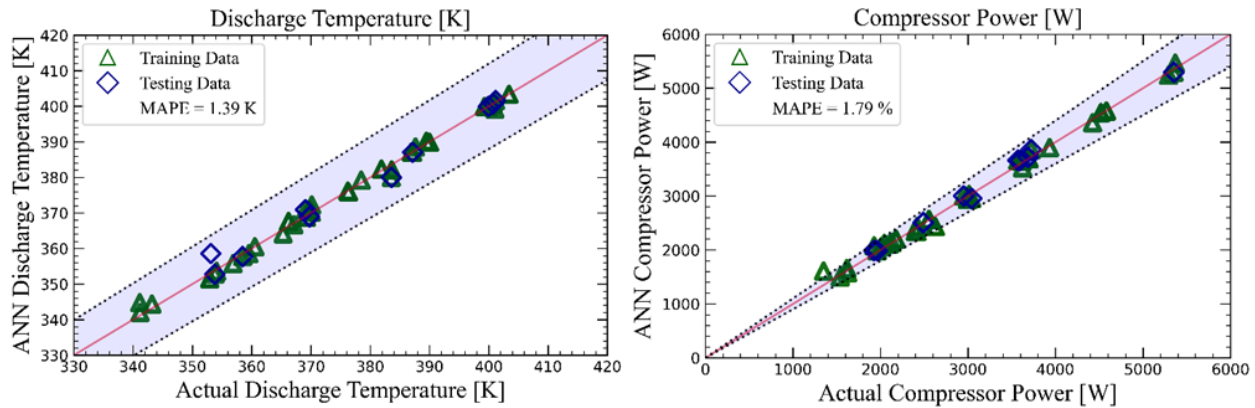 Discharge Temperature [K]
ANN Discharge Temperature [K]
420
410
400
390
380
370
360
350
340
330
Training Data
Testing Data
MAPE = 1.39 K
330 340 350 360 370 380 390 400 410 420
Actual Discharge Temperature [K]
Compressor Power [W]
ANN Compressor Power [W]
6000
5000
4000
3000
2000
1000
0
Training Data
Testing Data
MAPE = 1.79 %
0 1000 2000 3000 4000 5000 6000
Actual Compressor Power [W]